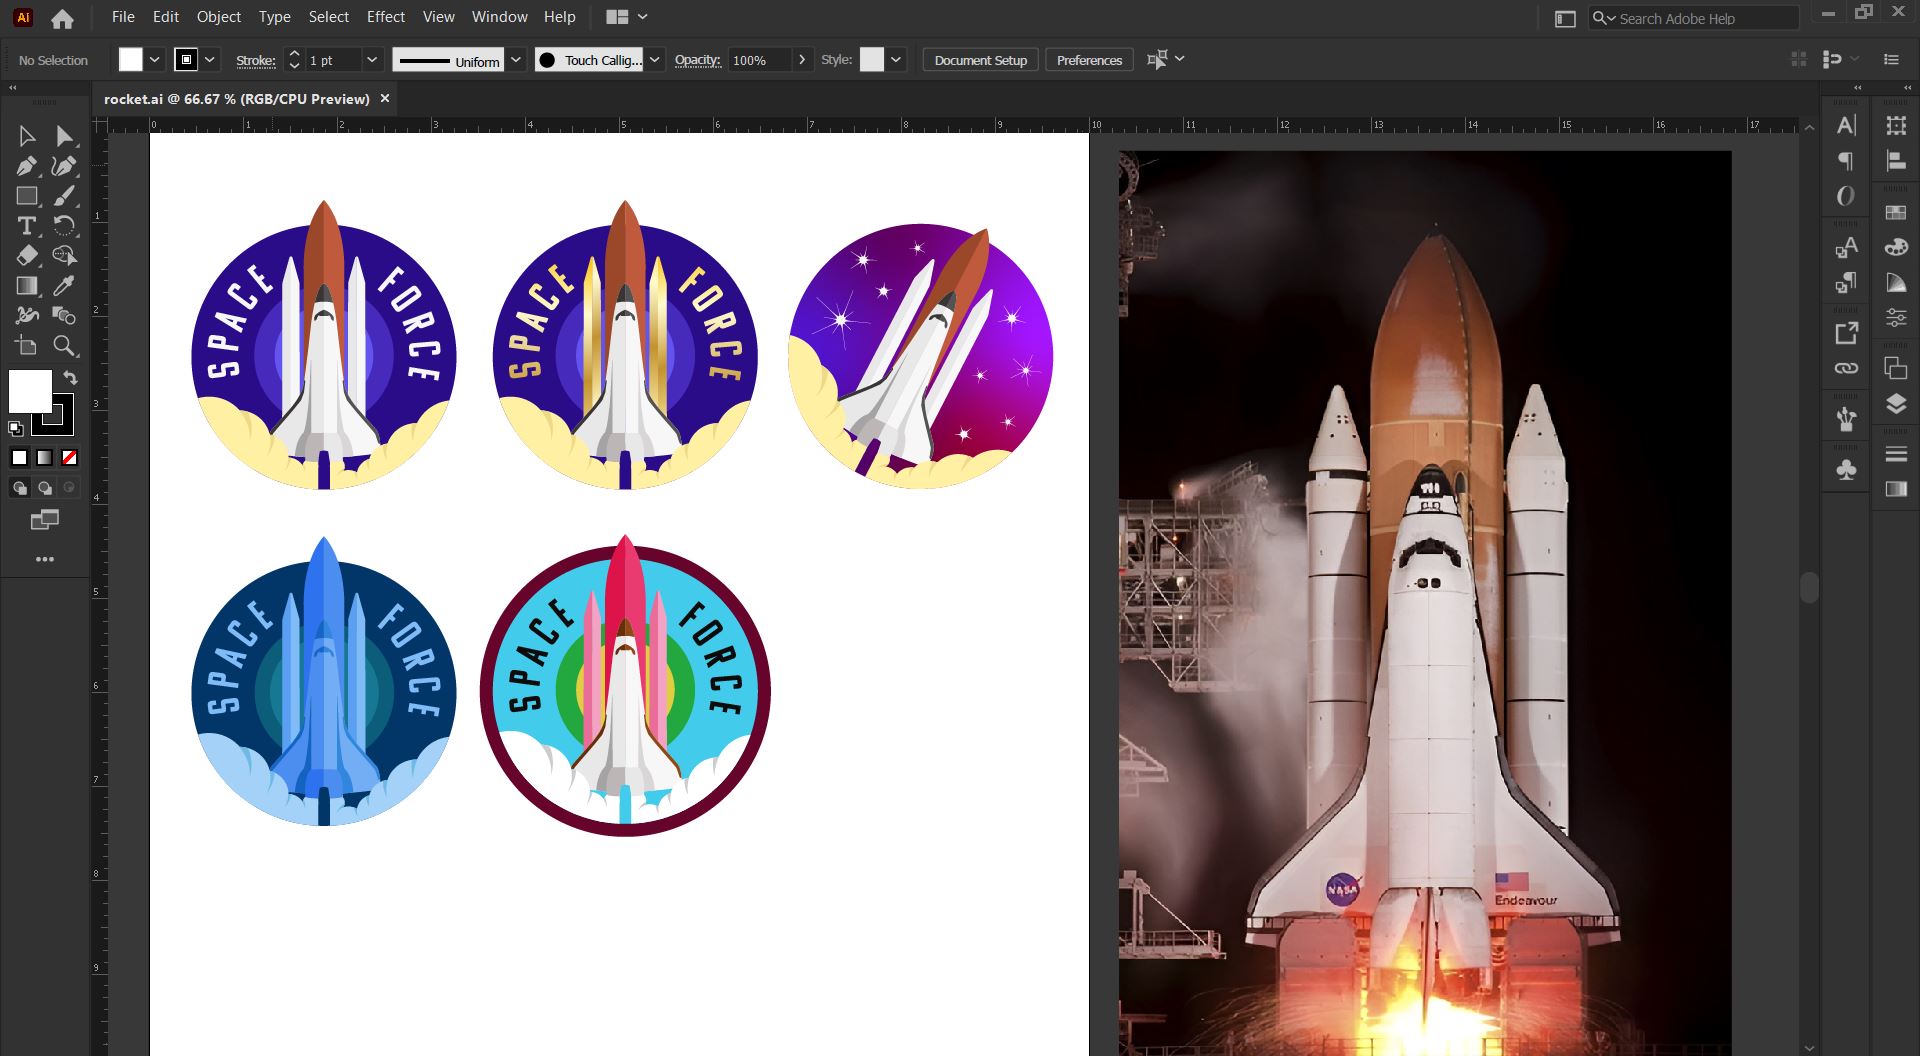 Ai File Edit Object Type Select Effect View Window Help Search Adobe Help
No Selection Stroke: 1 pt Uniform Touch Callig... Opacity: 100% Style: Document Setup Preferences
rocket.ai @ 66.67 % (RGB/CPU Preview)
0 1 2 3 4 5 6 7 8 9 10 11 12 13 14 15 16 17
1
2
3
4
5
6
7
8
9
SPACE FORCE
SPACE FORCE
SPACE FORCE
SPACE FORCE
NASA
Endeavour